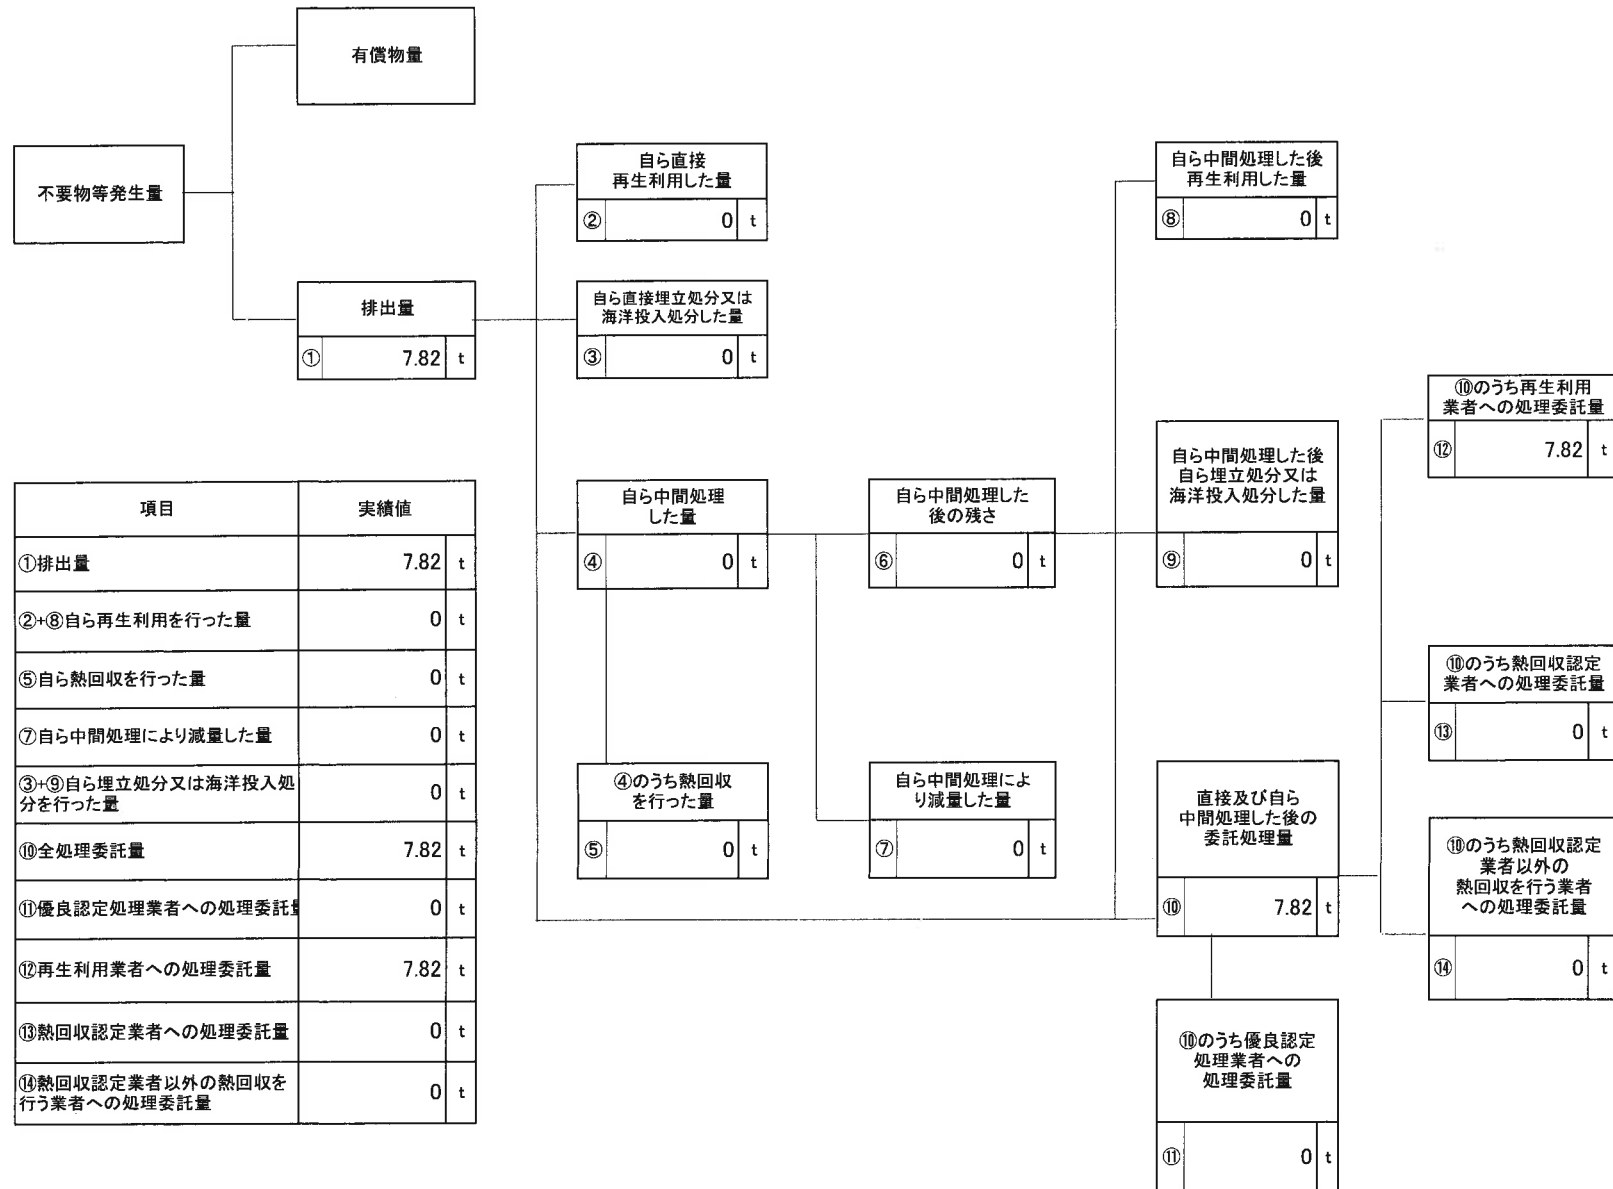 有償物量
不要物等発生量
排出量
① 7.82 t
自ら直接
再生利用した量
② 0 t
自ら直接埋立処分又は
海洋投入処分した量
③ 0 t
自ら中間処理
した量
④ 0 t
④のうち熱回収
を行った量
⑤ 0 t
自ら中間処理した
後の残さ
⑥ 0 t
自ら中間処理によ
り減量した量
⑦ 0 t
自ら中間処理した後
再生利用した量
⑧ 0 t
自ら中間処理した後
自ら埋立処分又は
海洋投入処分した量
⑨ 0 t
直接及び自ら
中間処理した後の
委託処理量
⑩ 7.82 t
⑩のうち優良認定
処理業者への
処理委託量
⑪ 0 t
⑩のうち再生利用
業者への処理委託量
⑫ 7.82 t
⑩のうち熱回収認定
業者への処理委託量
⑬ 0 t
⑩のうち熱回収認定
業者以外の
熱回収を行う業者
への処理委託量
⑭ 0 t
項目 実績値
①排出量 7.82 t
②+⑧自ら再生利用を行った量 0 t
⑤自ら熱回収を行った量 0 t
⑦自ら中間処理により減量した量 0 t
③+⑨自ら埋立処分又は海洋投入処
分を行った量 0 t
⑩全処理委託量 7.82 t
⑪優良認定処理業者への処理委託量 0 t
⑫再生利用業者への処理委託量 7.82 t
⑬熱回収認定業者への処理委託量 0 t
⑭熱回収認定業者以外の熱回収を
行う業者への処理委託量 0 t